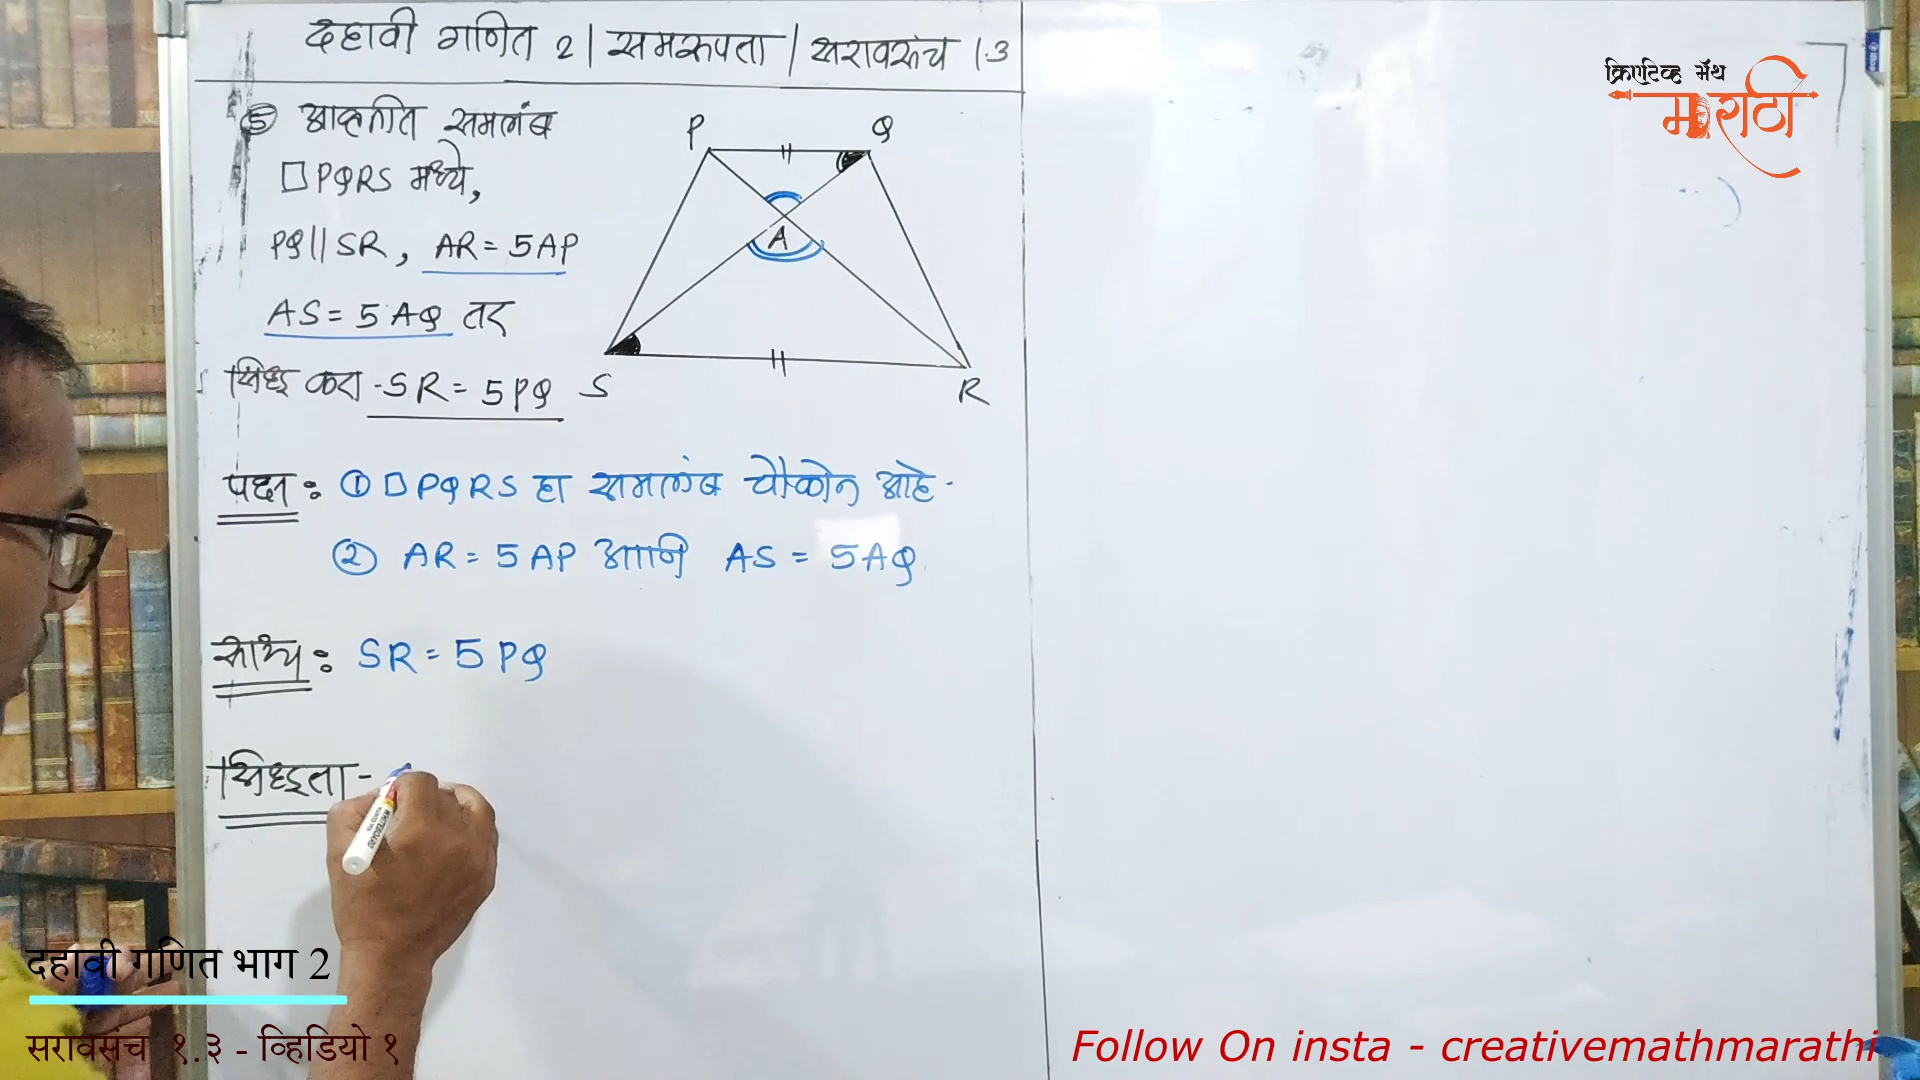 दहावी गणित 2 | समरूपता | सरावसंच 1.3
⑤ आकृतीत समलंब
□PQRS मध्ये,
PQ || SR, AR = 5AP
AS = 5AQ तर
सिध्द करा - SR = 5PQ
P Q
A
S R
पक्ष : ① □PQRS हा समलंब चौकोन आहे.
② AR = 5AP आणि AS = 5AQ
साध्य : SR = 5PQ
सिध्दता -
क्रिएटिव्ह मॅथ
मराठी
WHITEBOARD
दहावी गणित भाग 2
सरावसंच १.३ - व्हिडियो १
Follow On insta - creativemathmarathi